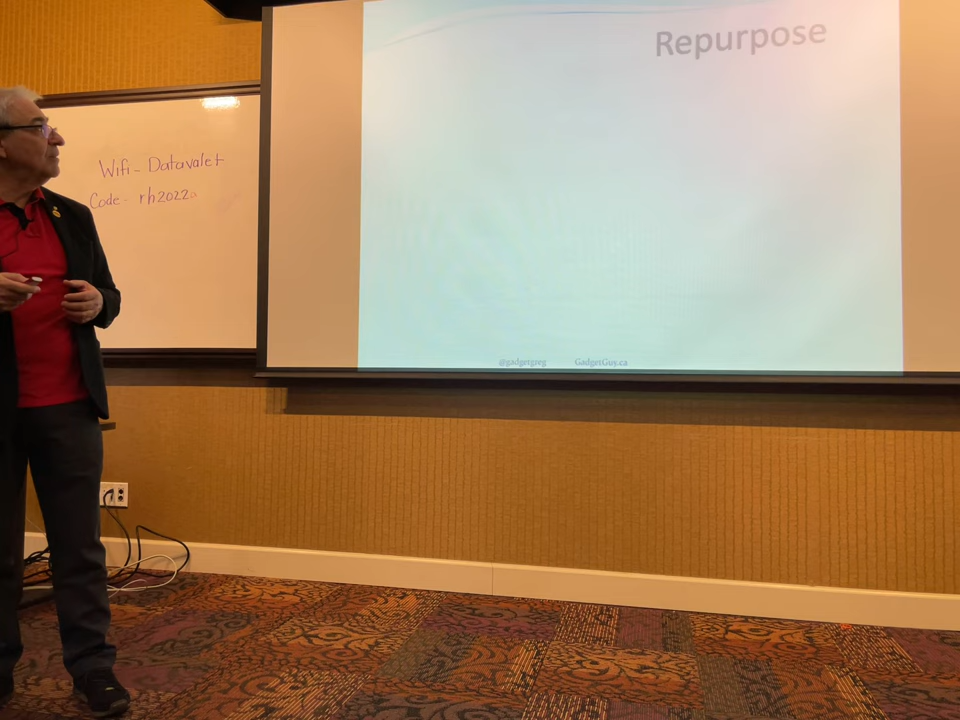 Repurpose
Wifi - Datavalet
Code - rh2022a
@gadgetgreg GadgetGuy.ca